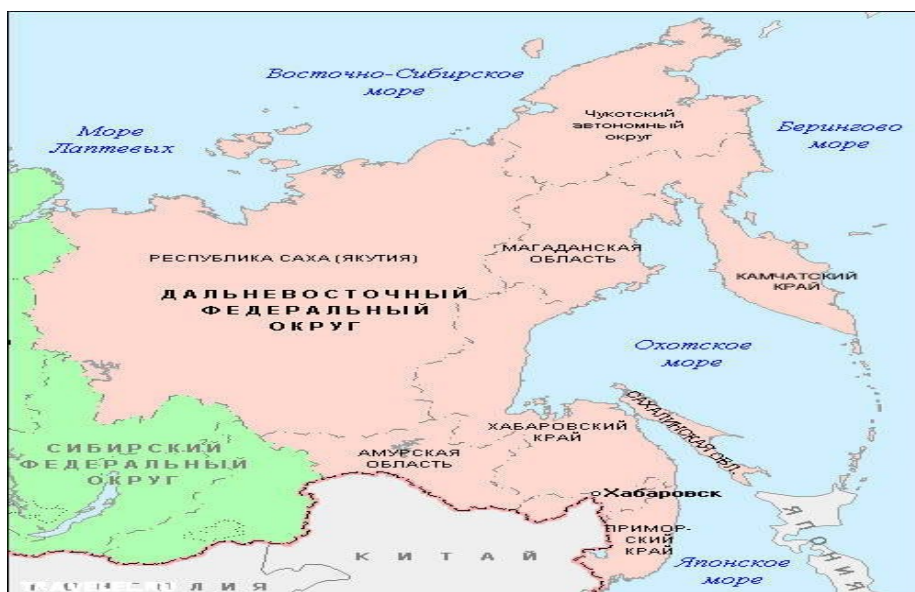 Восточно-Сибирское
море
Чукотский
автономный
округ
Море
Лаптевых
Берингово
море
РЕСПУБЛИКА САХА (ЯКУТИЯ)
МАГАДАНСКАЯ
ОБЛАСТЬ
КАМЧАТСКИЙ
КРАЙ
ДАЛЬНЕВОСТОЧНЫЙ
ФЕДЕРАЛЬНЫЙ
ОКРУГ
Охотское
море
САХАЛИНСКАЯ ОБЛ.
ХАБАРОВСКИЙ
КРАЙ
СИБИРСКИЙ
ФЕДЕРАЛЬНЫЙ
ОКРУГ
АМУРСКАЯ
ОБЛАСТЬ
Хабаровск
ПРИМОР-
СКИЙ
КРАЙ
ЯПОНИЯ
КИТАЙ
Японское
море